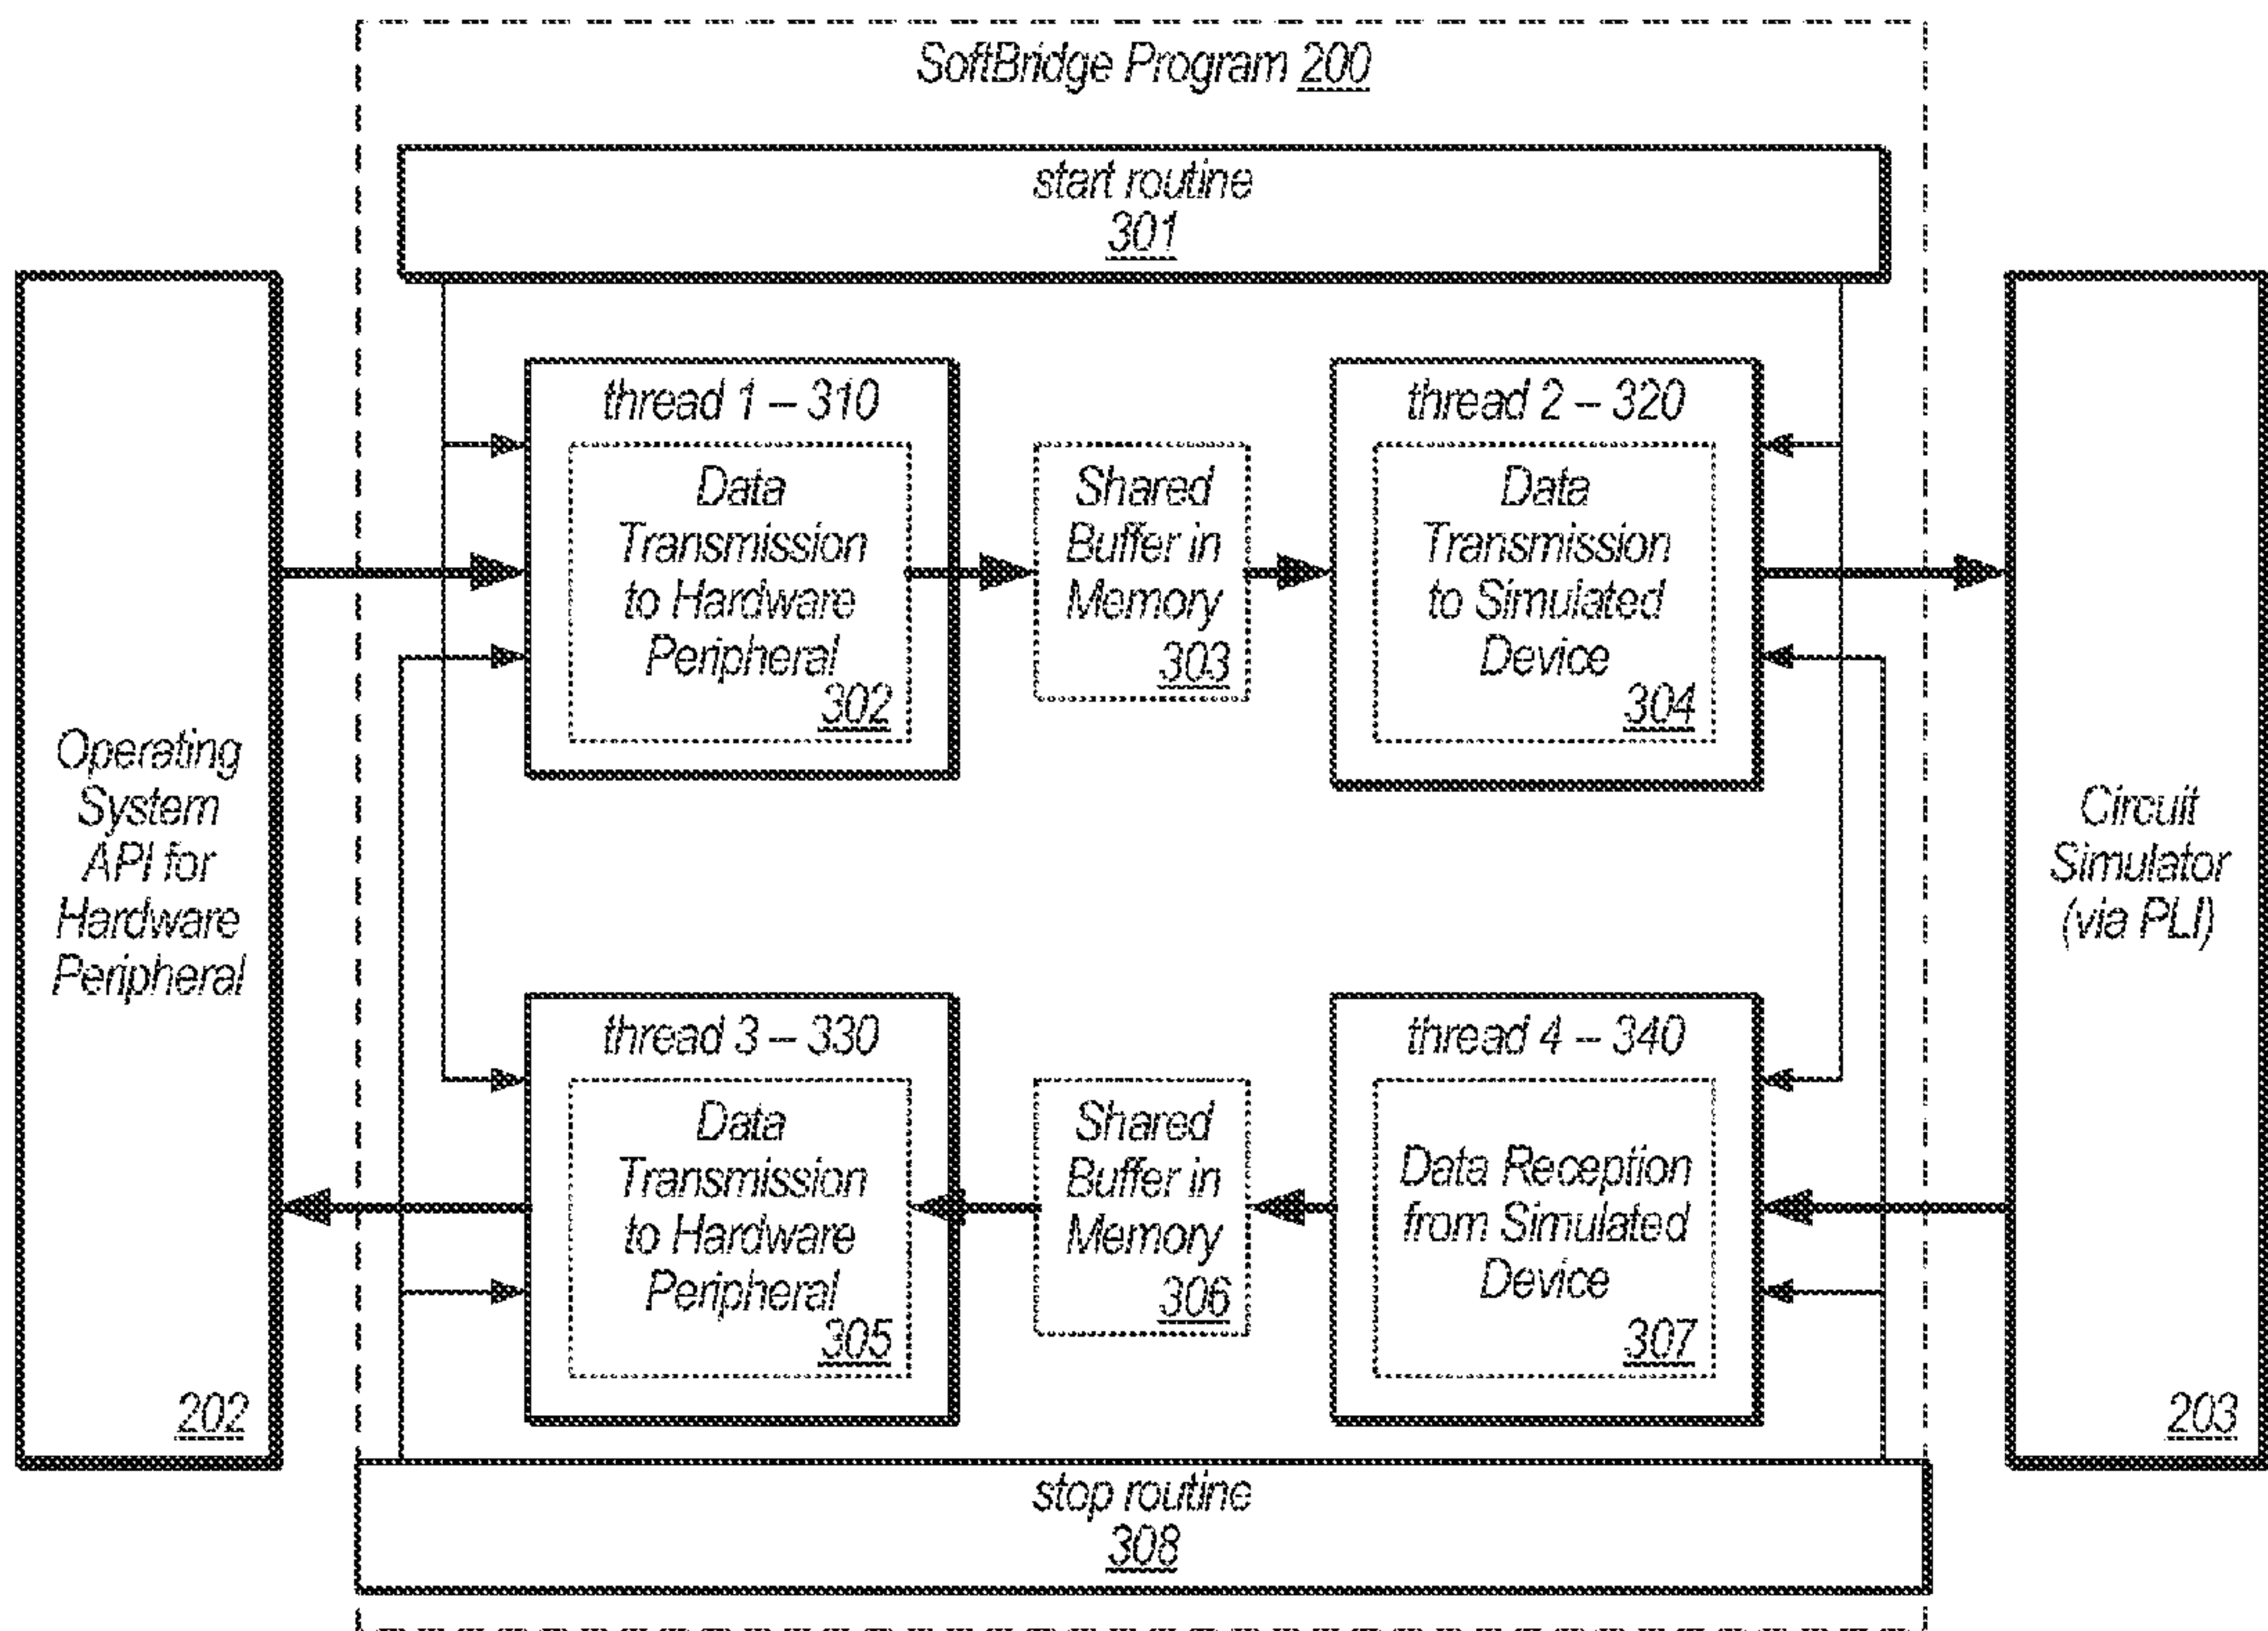 SoftBridge Program 200
start routine
301
Operating
System
API for
Hardware
Peripheral
202
thread 1 – 310
Data
Transmission
to Hardware
Peripheral
302
Shared
Buffer in
Memory
303
thread 2 – 320
Data
Transmission
to Simulated
Device
304
Circuit
Simulator
(via PLI)
203
thread 3 – 330
Data
Transmission
to Hardware
Peripheral
305
Shared
Buffer in
Memory
306
thread 4 – 340
Data Reception
from Simulated
Device
307
stop routine
308